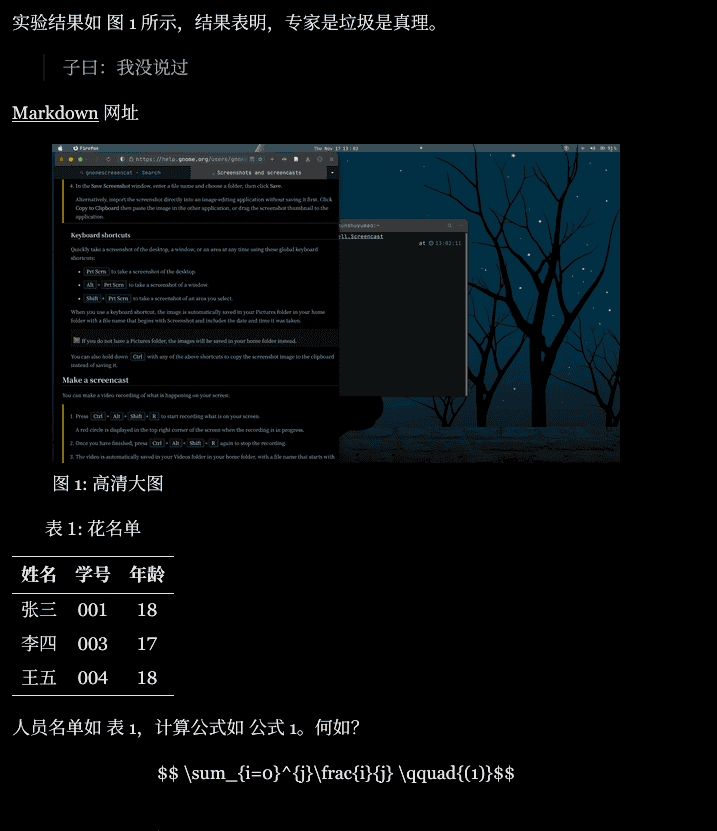 实验结果如 图 1 所示，结果表明，专家是垃圾是真理。
子曰：我没说过
Markdown 网址
Firefox
Thu Nov 17 13:02
91%
https://help.gnome.org/users/gnome
gnomescreencat - Search
Screenshots and screencasts
4. In the Save Screenshot window, enter a file name and choose a folder, then click Save.
Alternatively, import the screenshot directly into an image-editing application without saving it first. Click
Copy to Clipboard then paste the image in the other application, or drag the screenshot thumbnail to the
application.
Keyboard shortcuts
Quickly take a screenshot of the desktop, a window, or an area at any time using these global keyboard
shortcuts:
• Prt Scrn to take a screenshot of the desktop.
• Alt + Prt Scrn to take a screenshot of a window.
• Shift + Prt Scrn to take a screenshot of an area you select.
When you use a keyboard shortcut, the image is automatically saved in your Pictures folder in your home
folder with a file name that begins with Screenshot and includes the date and time it was taken.
If you do not have a Pictures folder, the images will be saved in your home folder instead.
You can also hold down Ctrl with any of the above shortcuts to copy the screenshot image to the clipboard
instead of saving it.
Make a screencast
You can make a video recording of what is happening on your screen:
1. Press Ctrl + Alt + Shift + R to start recording what is on your screen.
A red circle is displayed in the top right corner of the screen when the recording is in progress.
2. Once you have finished, press Ctrl + Alt + Shift + R again to stop the recording.
3. The video is automatically saved in your Videos folder in your home folder, with a file name that starts with
ell.Screencast
at 13:02:11
图 1: 高清大图
表 1: 花名单
姓名 学号 年龄
张三 001 18
李四 003 17
王五 004 18
人员名单如 表 1，计算公式如 公式 1。何如？
$$ \sum_{i=0}^{j}\frac{i}{j} \qquad{(1)}$$